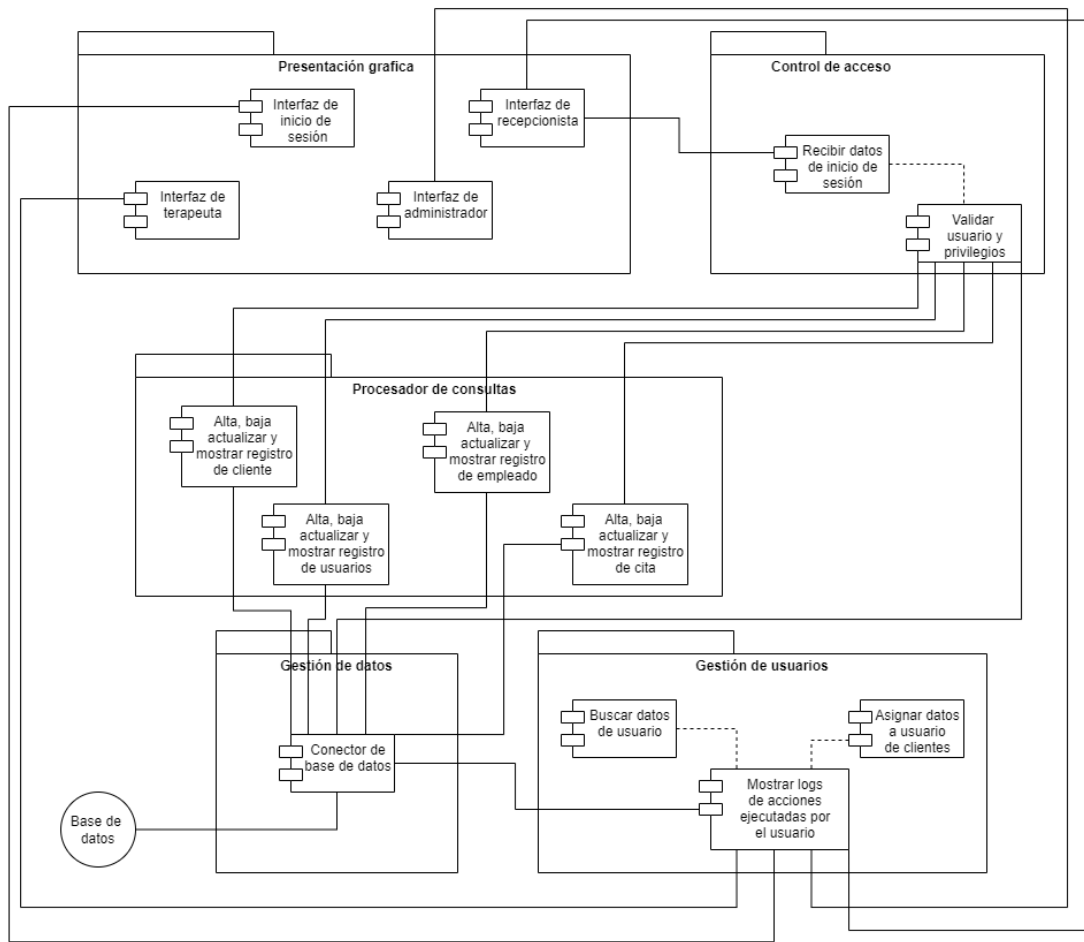 Presentación grafica
Interfaz de
inicio de
sesión
Interfaz de
recepcionista
Interfaz de
terapeuta
Interfaz de
administrador
Control de acceso
Recibir datos
de inicio de
sesión
Validar
usuario y
privilegios
Procesador de consultas
Alta, baja
actualizar y
mostrar registro
de cliente
Alta, baja
actualizar y
mostrar registro
de empleado
Alta, baja
actualizar y
mostrar registro
de usuarios
Alta, baja
actualizar y
mostrar registro
de cita
Gestión de datos
Conector de
base de datos
Base de
datos
Gestión de usuarios
Buscar datos
de usuario
Asignar datos
a usuario
de clientes
Mostrar logs
de acciones
ejecutadas por
el usuario